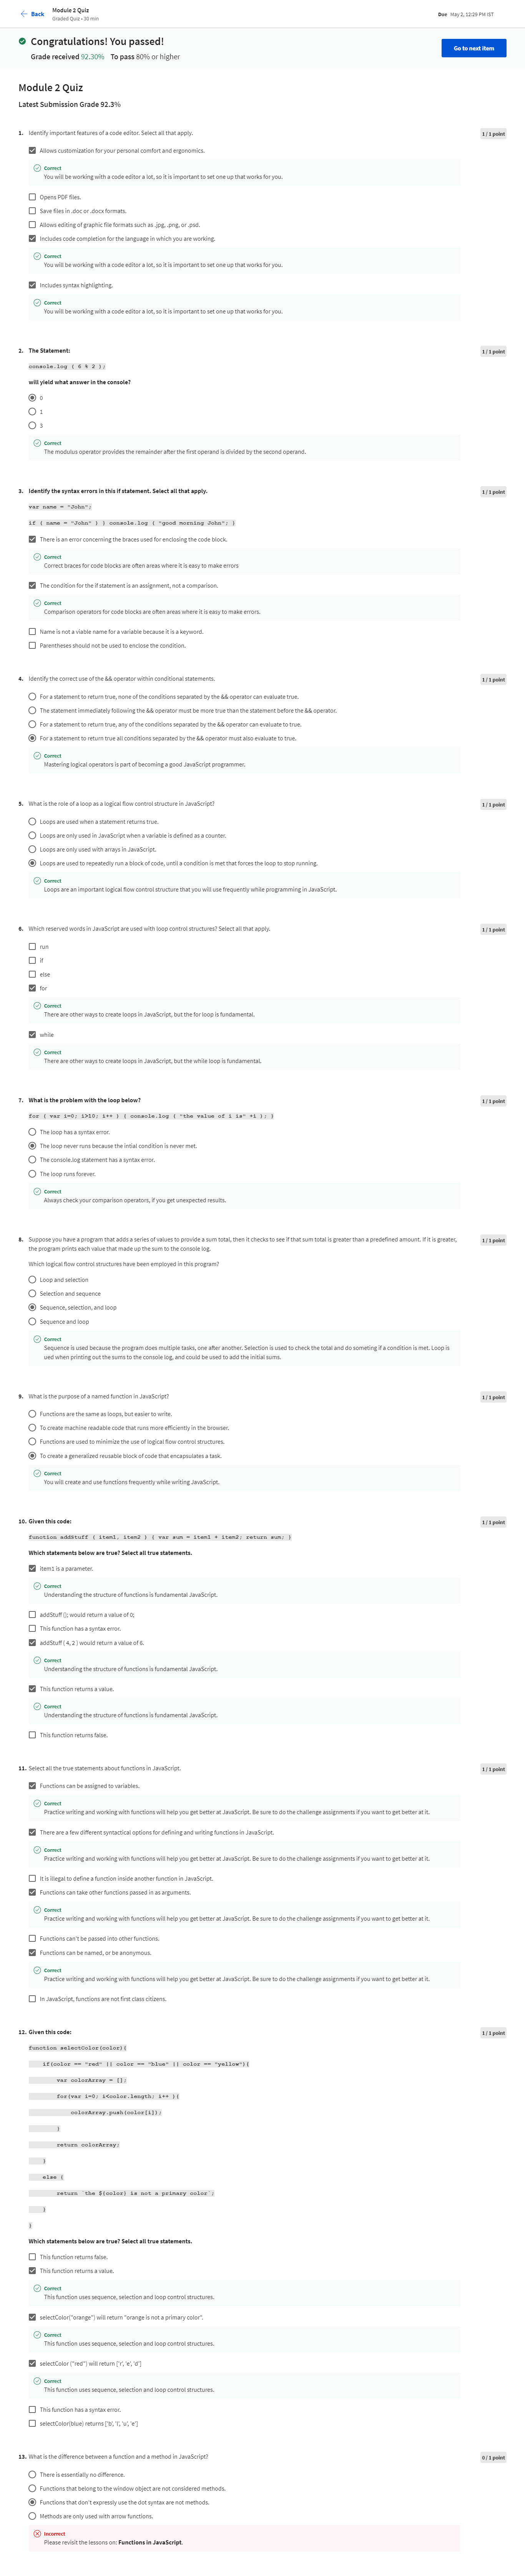 Back
Module 2 Quiz
Graded Quiz • 30 min
Due May 2, 12:29 PM IST
Congratulations! You passed!
Grade received 92.30% To pass 80% or higher
Go to next item
Module 2 Quiz
Latest Submission Grade 92.3%
1. Identify important features of a code editor. Select all that apply.
1 / 1 point
Allows customization for your personal comfort and ergonomics.
Correct
You will be working with a code editor a lot, so it is important to set one up that works for you.
Opens PDF files.
Save files in .doc or .docx formats.
Allows editing of graphic file formats such as .jpg, .png, or .psd.
Includes code completion for the language in which you are working.
Correct
You will be working with a code editor a lot, so it is important to set one up that works for you.
Includes syntax highlighting.
Correct
You will be working with a code editor a lot, so it is important to set one up that works for you.
2. The Statement:
1 / 1 point
console.log ( 6 % 2 );
will yield what answer in the console?
0
1
3
Correct
The modulus operator provides the remainder after the first operand is divided by the second operand.
3. Identify the syntax errors in this if statement. Select all that apply.
1 / 1 point
var name = "John";
if ( name = "John" ) } console.log ( "good morning John"; }
There is an error concerning the braces used for enclosing the code block.
Correct
Correct braces for code blocks are often areas where it is easy to make errors
The condition for the if statement is an assignment, not a comparison.
Correct
Comparison operators for code blocks are often areas where it is easy to make errors.
Name is not a viable name for a variable because it is a keyword.
Parentheses should not be used to enclose the condition.
4. Identify the correct use of the && operator within conditional statements.
1 / 1 point
For a statement to return true, none of the conditions separated by the && operator can evaluate true.
The statement immediately following the && operator must be more true than the statement before the && operator.
For a statement to return true, any of the conditions separated by the && operator can evaluate to true.
For a statement to return true all conditions separated by the && operator must also evaluate to true.
Correct
Mastering logical operators is part of becoming a good JavaScript programmer.
5. What is the role of a loop as a logical flow control structure in JavaScript?
1 / 1 point
Loops are used when a statement returns true.
Loops are only used in JavaScript when a variable is defined as a counter.
Loops are only used with arrays in JavaScript.
Loops are used to repeatedly run a block of code, until a condition is met that forces the loop to stop running.
Correct
Loops are an important logical flow control structure that you will use frequently while programming in JavaScript.
6. Which reserved words in JavaScript are used with loop control structures? Select all that apply.
1 / 1 point
run
if
else
for
Correct
There are other ways to create loops in JavaScript, but the for loop is fundamental.
while
Correct
There are other ways to create loops in JavaScript, but the while loop is fundamental.
7. What is the problem with the loop below?
1 / 1 point
for ( var i=0; i>10; i++ ) { console.log ( "the value of i is" +i ); }
The loop has a syntax error.
The loop never runs because the intial condition is never met.
The console.log statement has a syntax error.
The loop runs forever.
Correct
Always check your comparison operators, if you get unexpected results.
8. Suppose you have a program that adds a series of values to provide a sum total, then it checks to see if that sum total is greater than a predefined amount. If it is greater,
the program prints each value that made up the sum to the console log.
1 / 1 point
Which logical flow control structures have been employed in this program?
Loop and selection
Selection and sequence
Sequence, selection, and loop
Sequence and loop
Correct
Sequence is used because the program does multiple tasks, one after another. Selection is used to check the total and do something if a condition is met. Loop is
ued when printing out the sums to the console log, and could be used to add the initial sums.
9. What is the purpose of a named function in JavaScript?
1 / 1 point
Functions are the same as loops, but easier to write.
To create machine readable code that runs more efficiently in the browser.
Functions are used to minimize the use of logical flow control structures.
To create a generalized reusable block of code that encapsulates a task.
Correct
You will create and use functions frequently while writing JavaScript.
10. Given this code:
1 / 1 point
function addStuff ( item1, item2 ) { var sum = item1 + item2; return sum; }
Which statements below are true? Select all true statements.
item1 is a parameter.
Correct
Understanding the structure of functions is fundamental JavaScript.
addStuff (); would return a value of 0;
This function has a syntax error.
addStuff ( 4, 2 ) would return a value of 6.
Correct
Understanding the structure of functions is fundamental JavaScript.
This function returns a value.
Correct
Understanding the structure of functions is fundamental JavaScript.
This function returns false.
11. Select all the true statements about functions in JavaScript.
1 / 1 point
Functions can be assigned to variables.
Correct
Practice writing and working with functions will help you get better at JavaScript. Be sure to do the challenge assignments if you want to get better at it.
There are a few different syntactical options for defining and writing functions in JavaScript.
Correct
Practice writing and working with functions will help you get better at JavaScript. Be sure to do the challenge assignments if you want to get better at it.
It is illegal to define a function inside another function in JavaScript.
Functions can take other functions passed in as arguments.
Correct
Practice writing and working with functions will help you get better at JavaScript. Be sure to do the challenge assignments if you want to get better at it.
Functions can't be passed into other functions.
Functions can be named, or be anonymous.
Correct
Practice writing and working with functions will help you get better at JavaScript. Be sure to do the challenge assignments if you want to get better at it.
In JavaScript, functions are not first class citizens.
12. Given this code:
1 / 1 point
function selectColor(color){
if(color == "red" || color == "blue" || color == "yellow"){
var colorArray = [];
for(var i=0; i<color.length; i++ ){
colorArray.push(color[i]);
}
return colorArray;
}
else {
return `the ${color} is not a primary color`;
}
}
Which statements below are true? Select all true statements.
This function returns false.
This function returns a value.
Correct
This function uses sequence, selection and loop control structures.
selectColor("orange") will return "orange is not a primary color".
Correct
This function uses sequence, selection and loop control structures.
selectColor ("red") will return ['r', 'e', 'd']
Correct
This function uses sequence, selection and loop control structures.
This function has a syntax error.
selectColor(blue) returns ['b', 'l', 'u', 'e']
13. What is the difference between a function and a method in JavaScript?
0 / 1 point
There is essentially no difference.
Functions that belong to the window object are not considered methods.
Functions that don't expressly use the dot syntax are not methods.
Methods are only used with arrow functions.
Incorrect
Please revisit the lesson on: Functions in JavaScript.